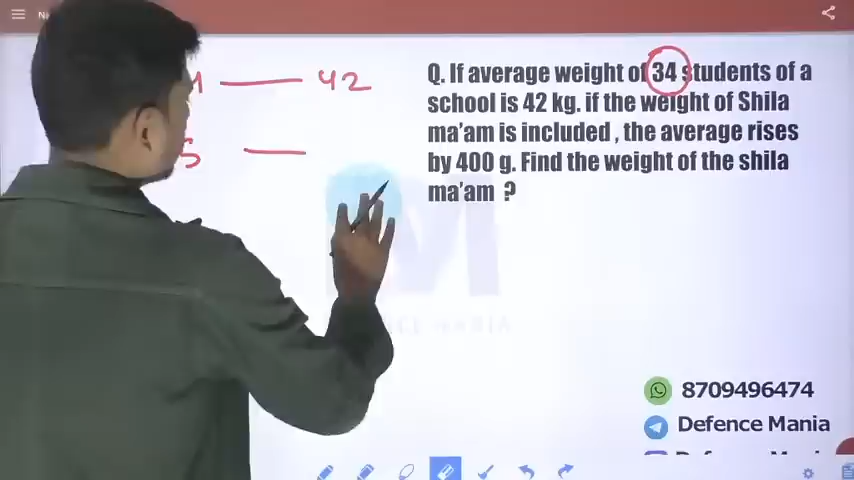 42
Q. If average weight of 34 students of a
school is 42 kg. if the weight of Shila
ma'am is included , the average rises
by 400 g. Find the weight of the shila
ma'am ?
8709496474
Defence Mania